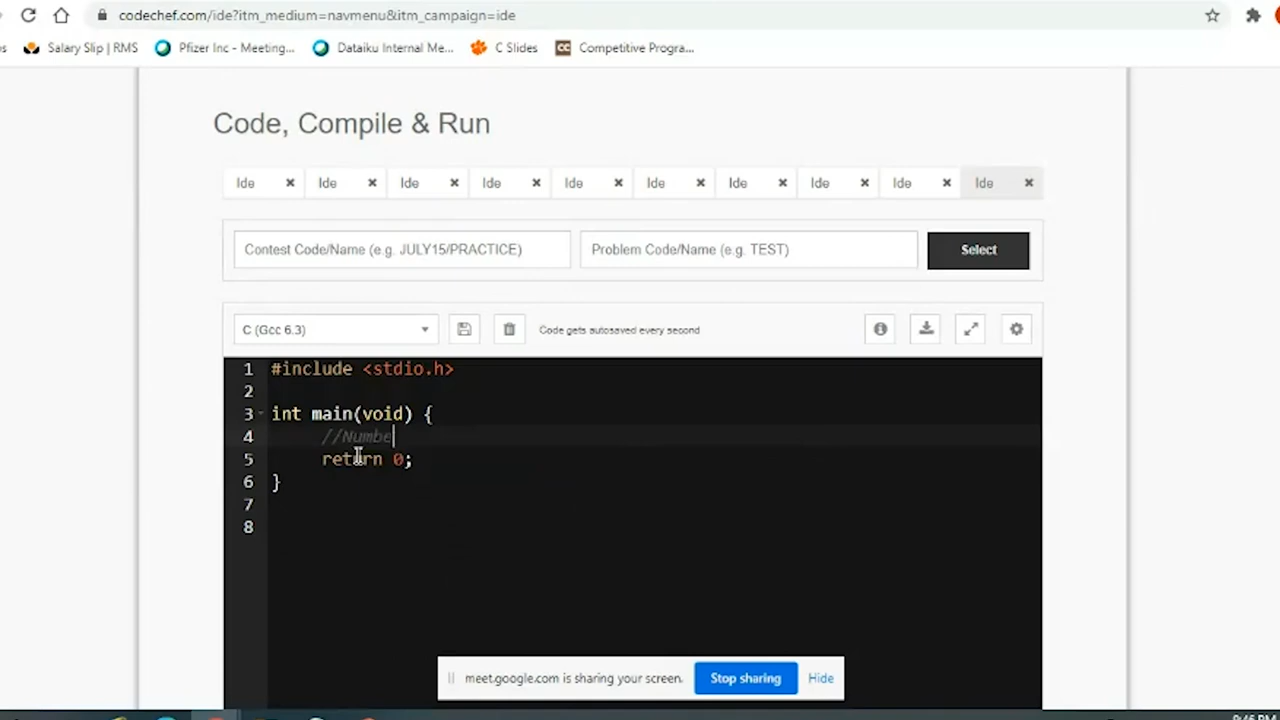 codechef.com/ide?itm_medium=navmenu&itm_campaign=ide
Salary Slip | RMS Pfizer Inc - Meeting... Dataiku Internal Me... C Slides CC Competitive Progra...
Code, Compile & Run
Ide × Ide × Ide × Ide × Ide × Ide × Ide × Ide × Ide × Ide ×
Contest Code/Name (e.g. JULY15/PRACTICE) Problem Code/Name (e.g. TEST) Select
C (Gcc 6.3) Code gets autosaved every second
1 #include <stdio.h>
2
3 int main(void) {
4 //Numbe
5 return 0;
6 }
7
8
meet.google.com is sharing your screen. Stop sharing Hide